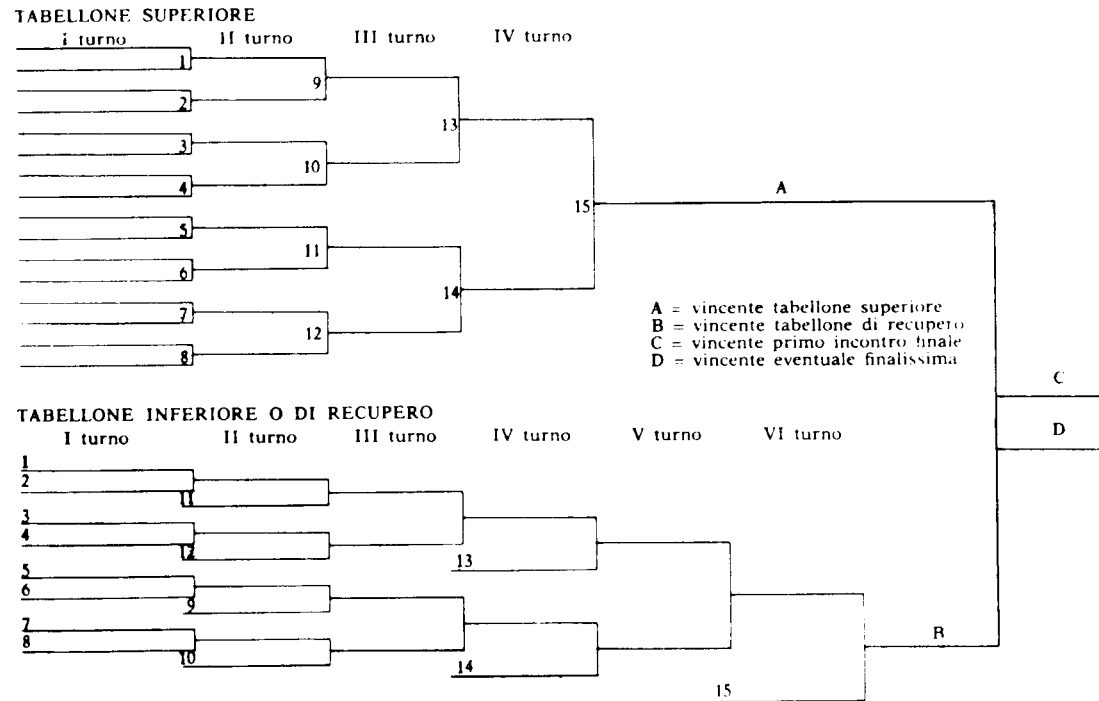 TABELLONE SUPERIORE
I turno II turno III turno IV turno
1
9
2
13
3
10
4
A
15
5
11
6
14
7
12
8
A = vincente tabellone superiore
B = vincente tabellone di recupero
C = vincente primo incontro finale
D = vincente eventuale finalissima
C
D
TABELLONE INFERIORE O DI RECUPERO
I turno II turno III turno IV turno V turno VI turno
1
2
11
3
4
12
13
5
6
9
7
8
10
14
B
15